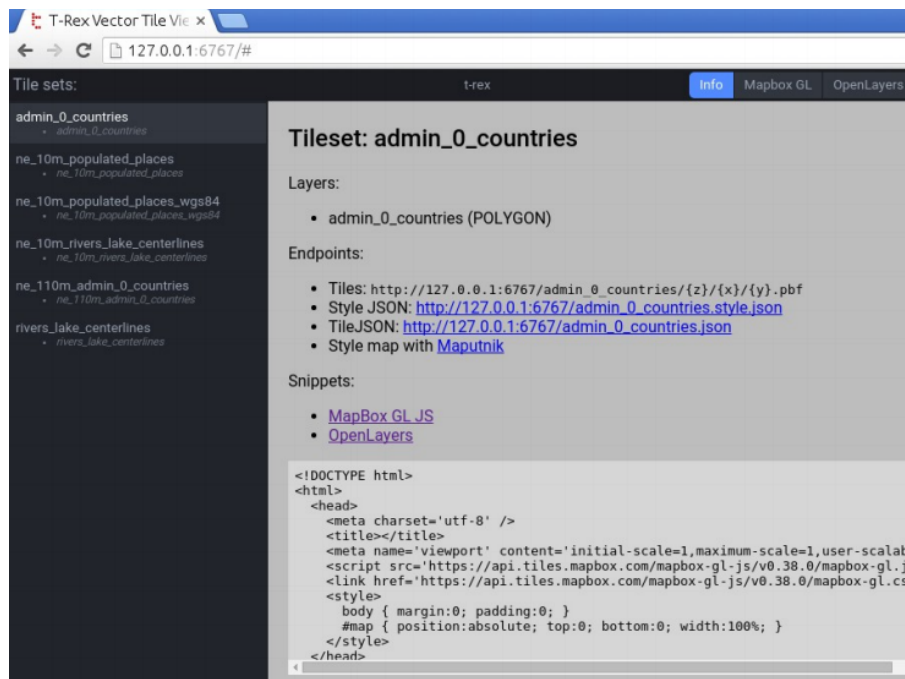 T-Rex Vector Tile Vie
127.0.0.1:6767/#
Tile sets:
t-rex
Info
Mapbox GL
OpenLayers
admin_0_countries
admin_0_countries
ne_10m_populated_places
ne_10m_populated_places
ne_10m_populated_places_wgs84
ne_10m_populated_places_wgs84
ne_10m_rivers_lake_centerlines
ne_10m_rivers_lake_centerlines
ne_110m_admin_0_countries
ne_110m_admin_0_countries
rivers_lake_centerlines
rivers_lake_centerlines
Tileset: admin_0_countries
Layers:
• admin_0_countries (POLYGON)
Endpoints:
• Tiles: http://127.0.0.1:6767/admin_0_countries/{z}/{x}/{y}.pbf
• Style JSON: http://127.0.0.1:6767/admin_0_countries.style.json
• TileJSON: http://127.0.0.1:6767/admin_0_countries.json
• Style map with Maputnik
Snippets:
• MapBox GL JS
• OpenLayers
<!DOCTYPE html>
<html>
<head>
<meta charset='utf-8' />
<title></title>
<meta name='viewport' content='initial-scale=1,maximum-scale=1,user-scalab
<script src='https://api.tiles.mapbox.com/mapbox-gl-js/v0.38.0/mapbox-gl.j
<link href='https://api.tiles.mapbox.com/mapbox-gl-js/v0.38.0/mapbox-gl.cs
<style>
body { margin:0; padding:0; }
#map { position:absolute; top:0; bottom:0; width:100%; }
</style>
</head>